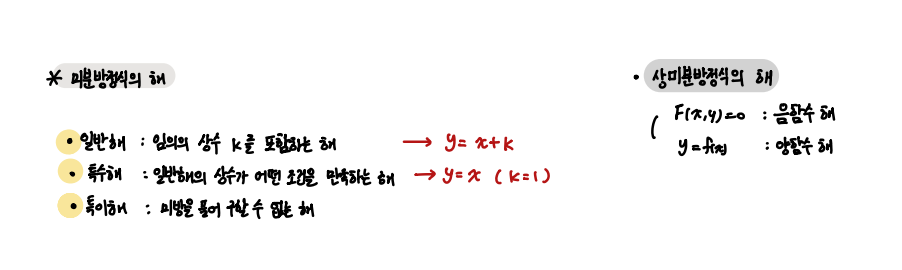 * 미분방정식의 해
• 일반해 : 임의의 상수 k를 포함하는 해 → y = x + k
• 특수해 : 일반해의 상수가 어떤 조건을 만족하는 해 → y = x ( k = 1 )
• 특이해 : 미방을 풀어 구할 수 없는 해
• 상미분방정식의 해
F(x,y)=0 : 음함수 해
y = f(x) : 양함수 해